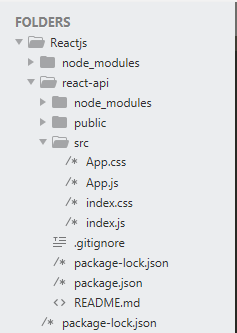 FOLDERS
Reactjs
node_modules
react-api
node_modules
public
src
/* App.css
/* App.js
/* index.css
/* index.js
.gitignore
/* package-lock.json
/* package.json
<> README.md
/* package-lock.json